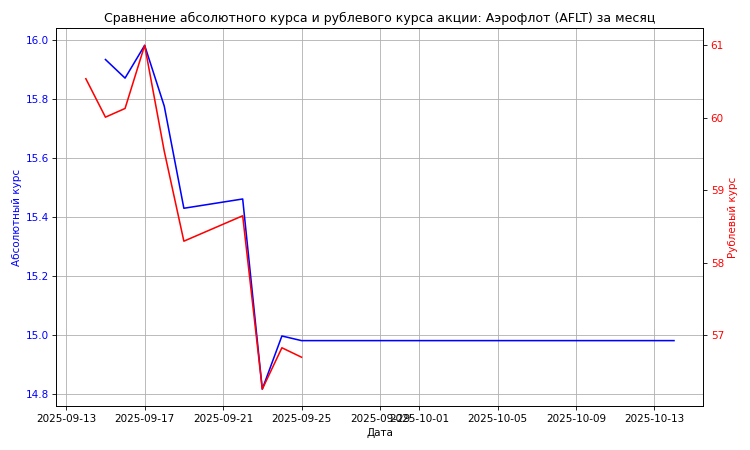 Сравнение абсолютного курса и рублевого курса акции: Аэрофлот (AFLT) за месяц
Абсолютный курс
16.0
15.8
15.6
15.4
15.2
15.0
14.8
61
60
59
58
57
Рублевый курс
2025-09-13 2025-09-17 2025-09-21 2025-09-25 2025-09-29 2025-10-01 2025-10-05 2025-10-09 2025-10-13
Дата